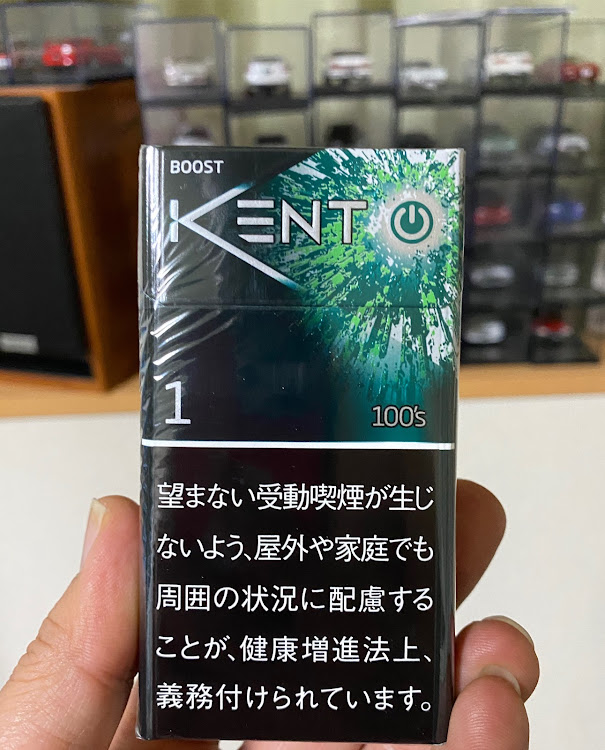 BOOST
KENT
1
100's
望まない受動喫煙が生じ
ないよう、屋外や家庭でも
周囲の状況に配慮する
ことが、健康増進法上、
義務付けられています。